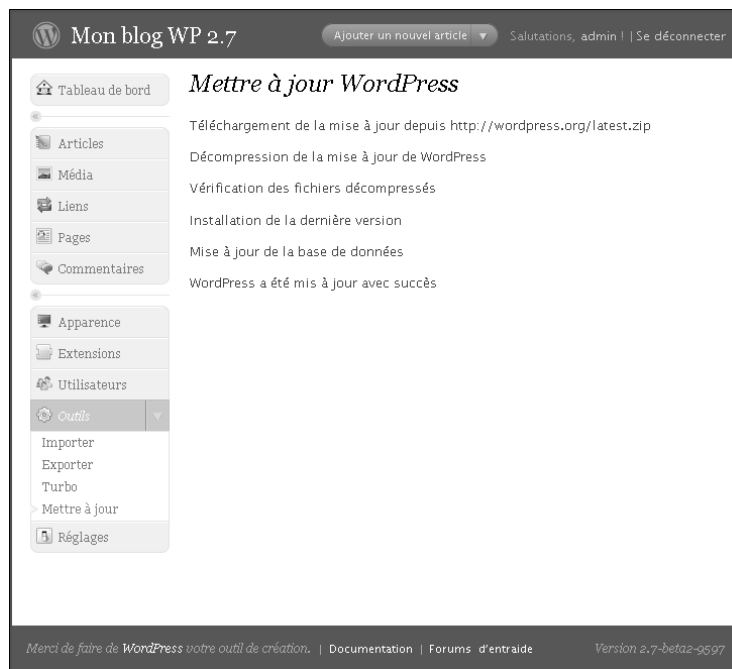 Mon blog WP 2.7
Ajouter un nouvel article
Salutations, admin ! | Se déconnecter
Tableau de bord
Articles
Média
Liens
Pages
Commentaires
Apparence
Extensions
Utilisateurs
Outils
Importer
Exporter
Turbo
Mettre à jour
Réglages
Mettre à jour WordPress
Téléchargement de la mise à jour depuis http://wordpress.org/latest.zip
Décompression de la mise à jour de WordPress
Vérification des fichiers décompressés
Installation de la dernière version
Mise à jour de la base de données
WordPress a été mis à jour avec succès
Merci de faire de WordPress votre outil de création. | Documentation | Forums d'entraide
Version 2.7-beta2-9597